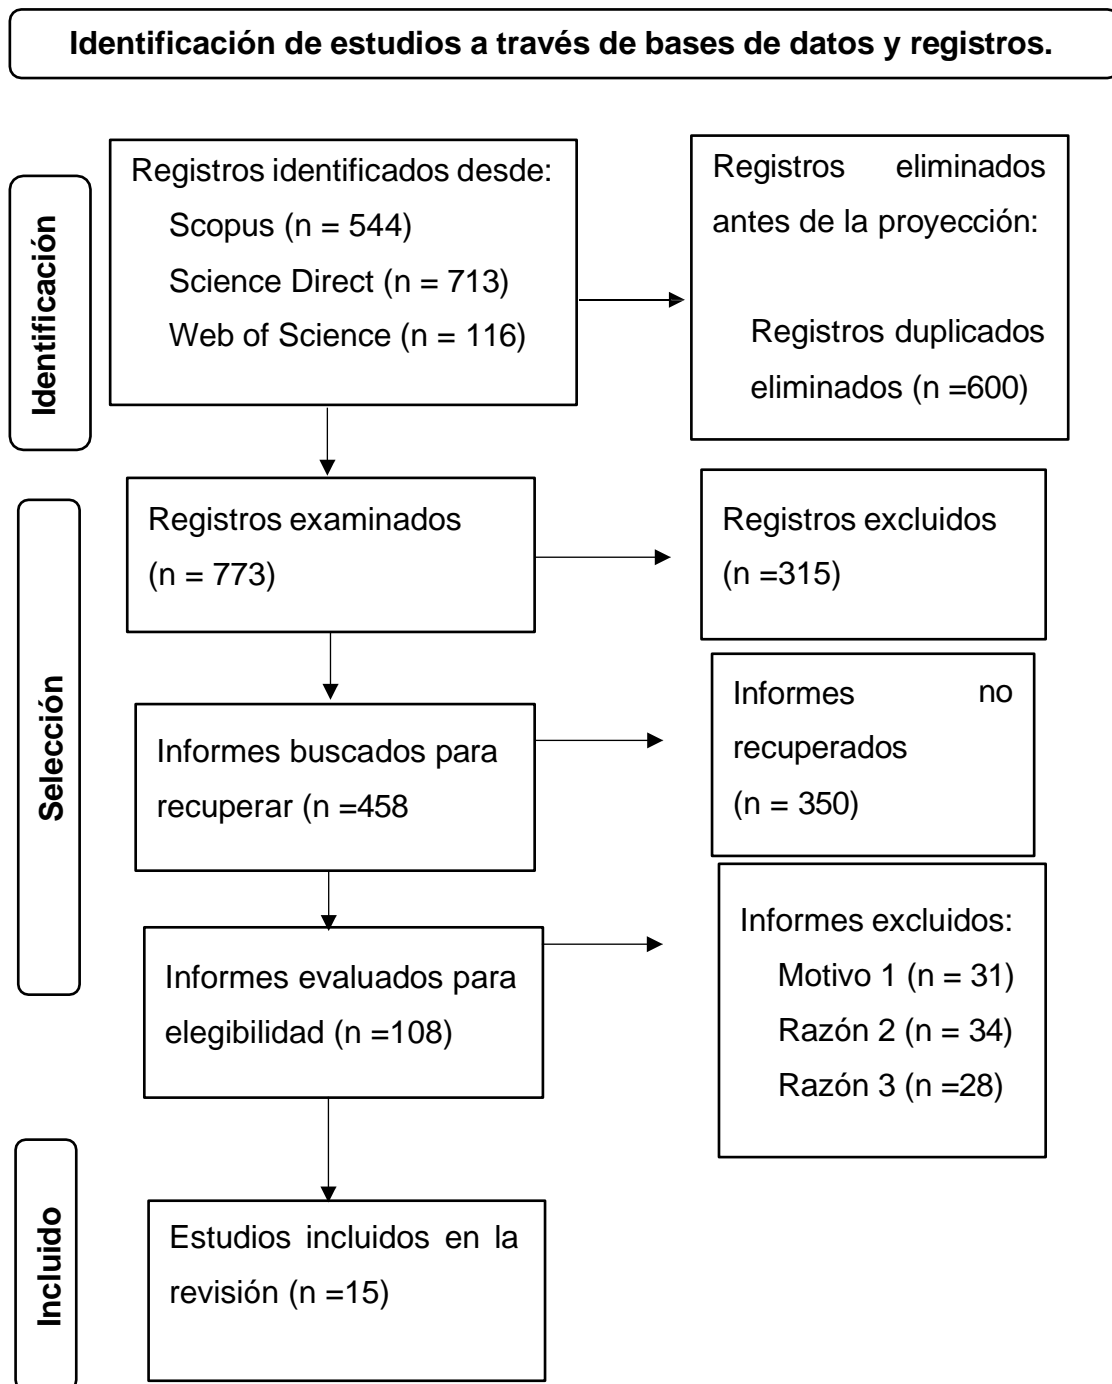 Identificación de estudios a través de bases de datos y registros.
Identificación
Registros identificados desde:
Scopus (n = 544)
Science Direct (n = 713)
Web of Science (n = 116)
Registros eliminados
antes de la proyección:
Registros duplicados
eliminados (n =600)
Selección
Registros examinados
(n = 773)
Registros excluidos
(n =315)
Informes buscados para
recuperar (n =458
Informes no
recuperados
(n = 350)
Informes evaluados para
elegibilidad (n =108)
Informes excluidos:
Motivo 1 (n = 31)
Razón 2 (n = 34)
Razón 3 (n =28)
Incluido
Estudios incluidos en la
revisión (n =15)